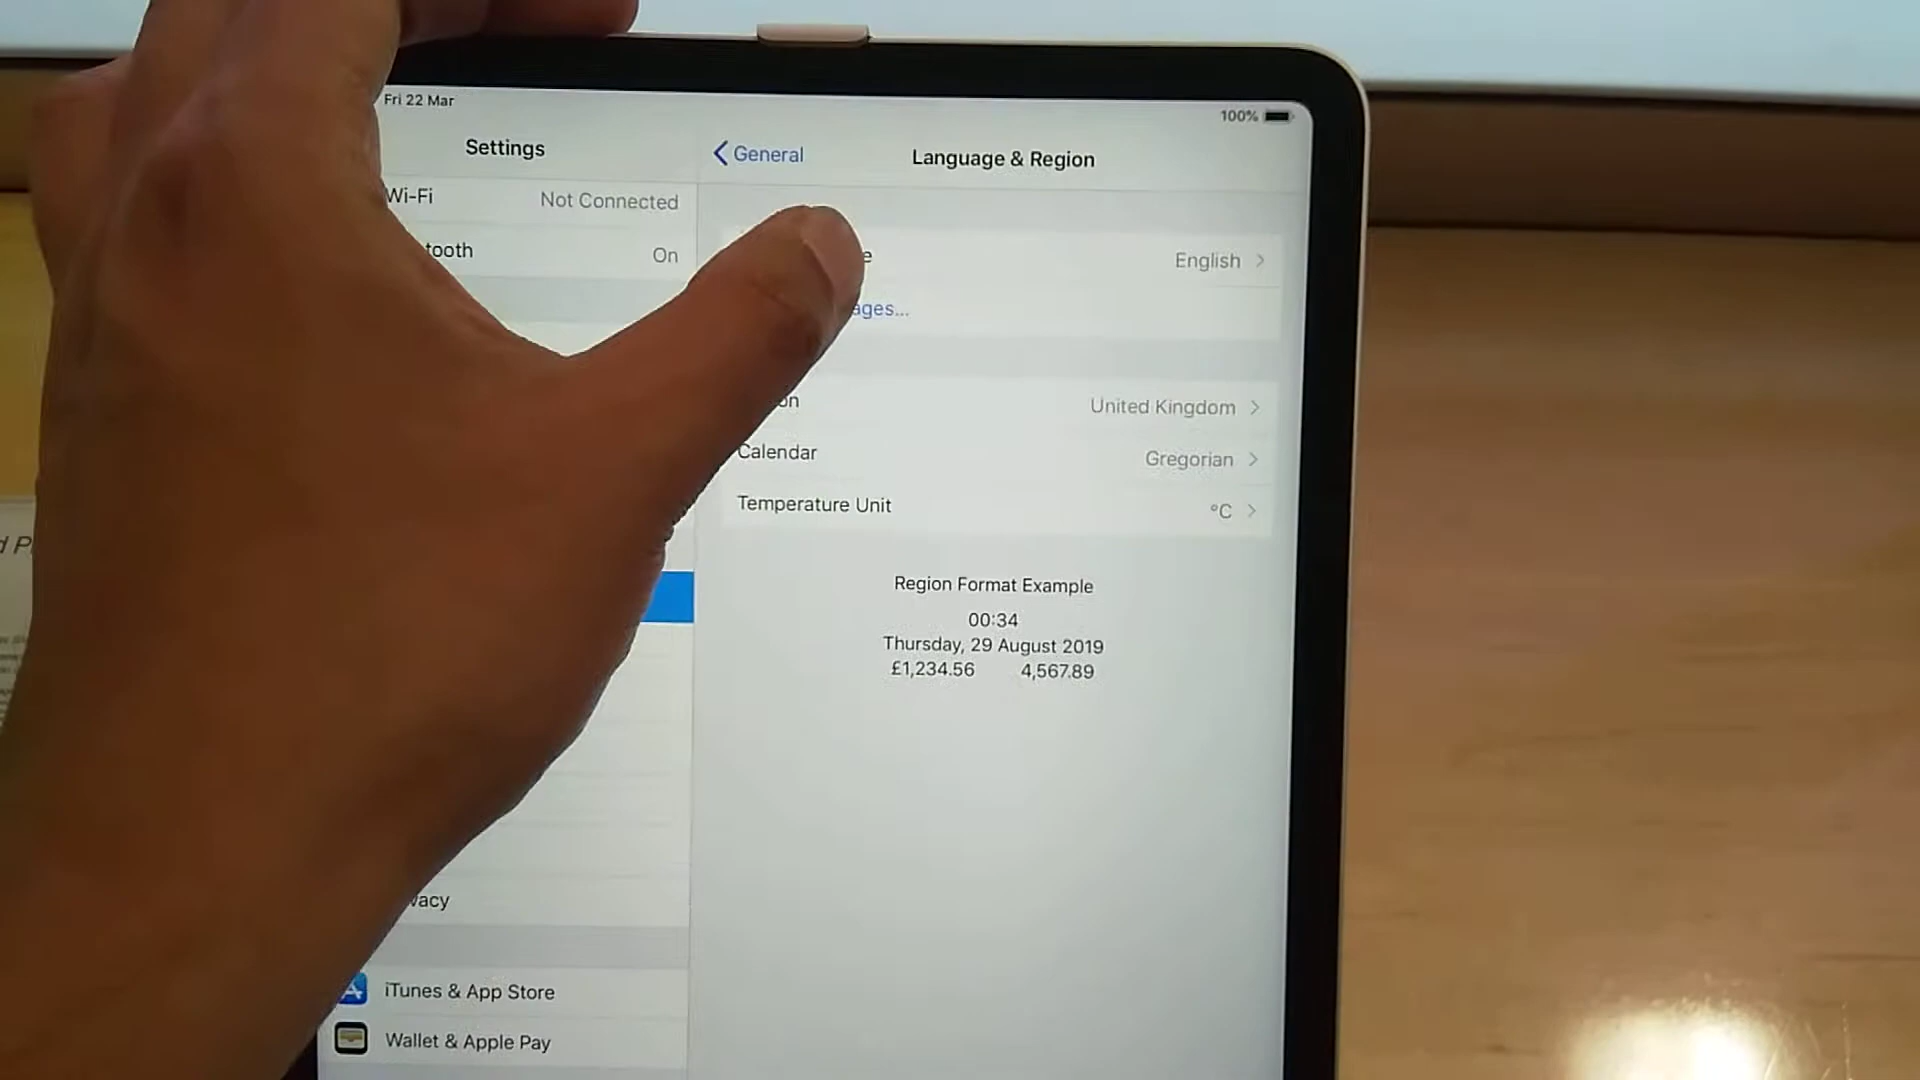 Fri 22 Mar
100%
Settings
General
Language & Region
Wi-Fi
Not Connected
tooth
On
e
English
ages...
on
United Kingdom
Calendar
Gregorian
Temperature Unit
°C
Region Format Example
00:34
Thursday, 29 August 2019
£1,234.56 4,567.89
vacy
iTunes & App Store
Wallet & Apple Pay